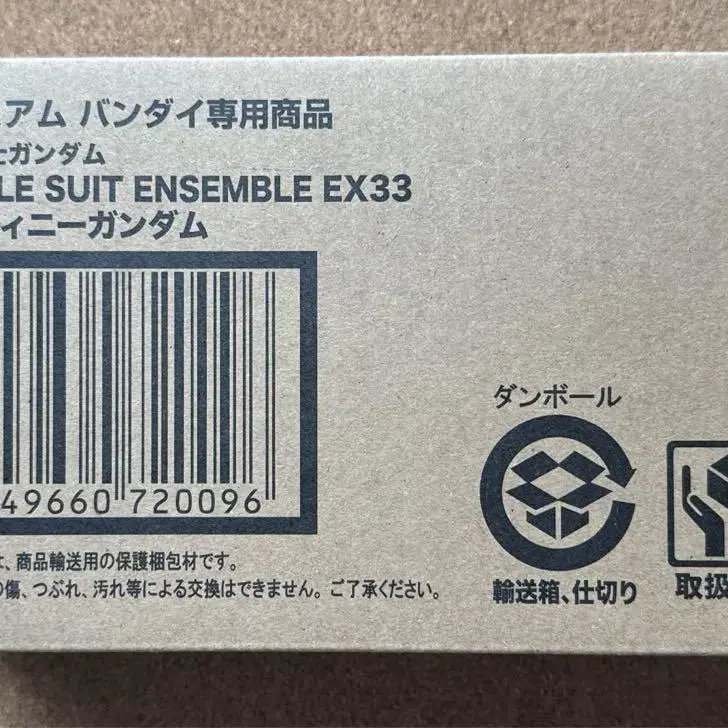 ミアム バンダイ専用商品
士ガンダム
LE SUIT ENSEMBLE EX33
ィニーガンダム
49660 720096
ダンボール
は、商品輸送用の保護梱包材です。
の傷、つぶれ、汚れ等による交換はできません。ご了承ください。
輸送箱、仕切り
取扱